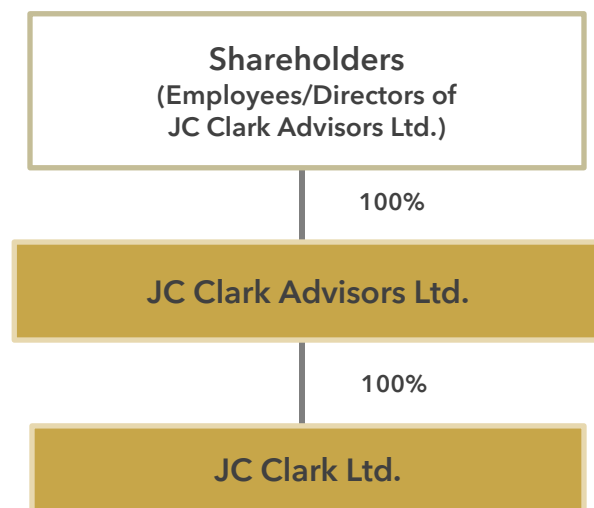 Shareholders
(Employees/Directors of
JC Clark Advisors Ltd.)
100%
JC Clark Advisors Ltd.
100%
JC Clark Ltd.